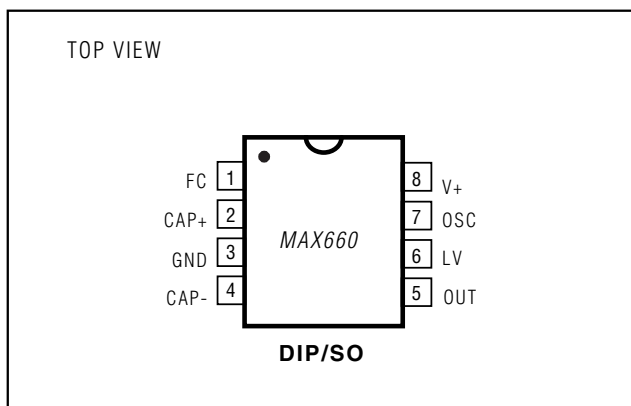 TOP VIEW
FC 1
CAP+ 2
GND 3
CAP- 4
MAX660
8 V+
7 OSC
6 LV
5 OUT
DIP/SO